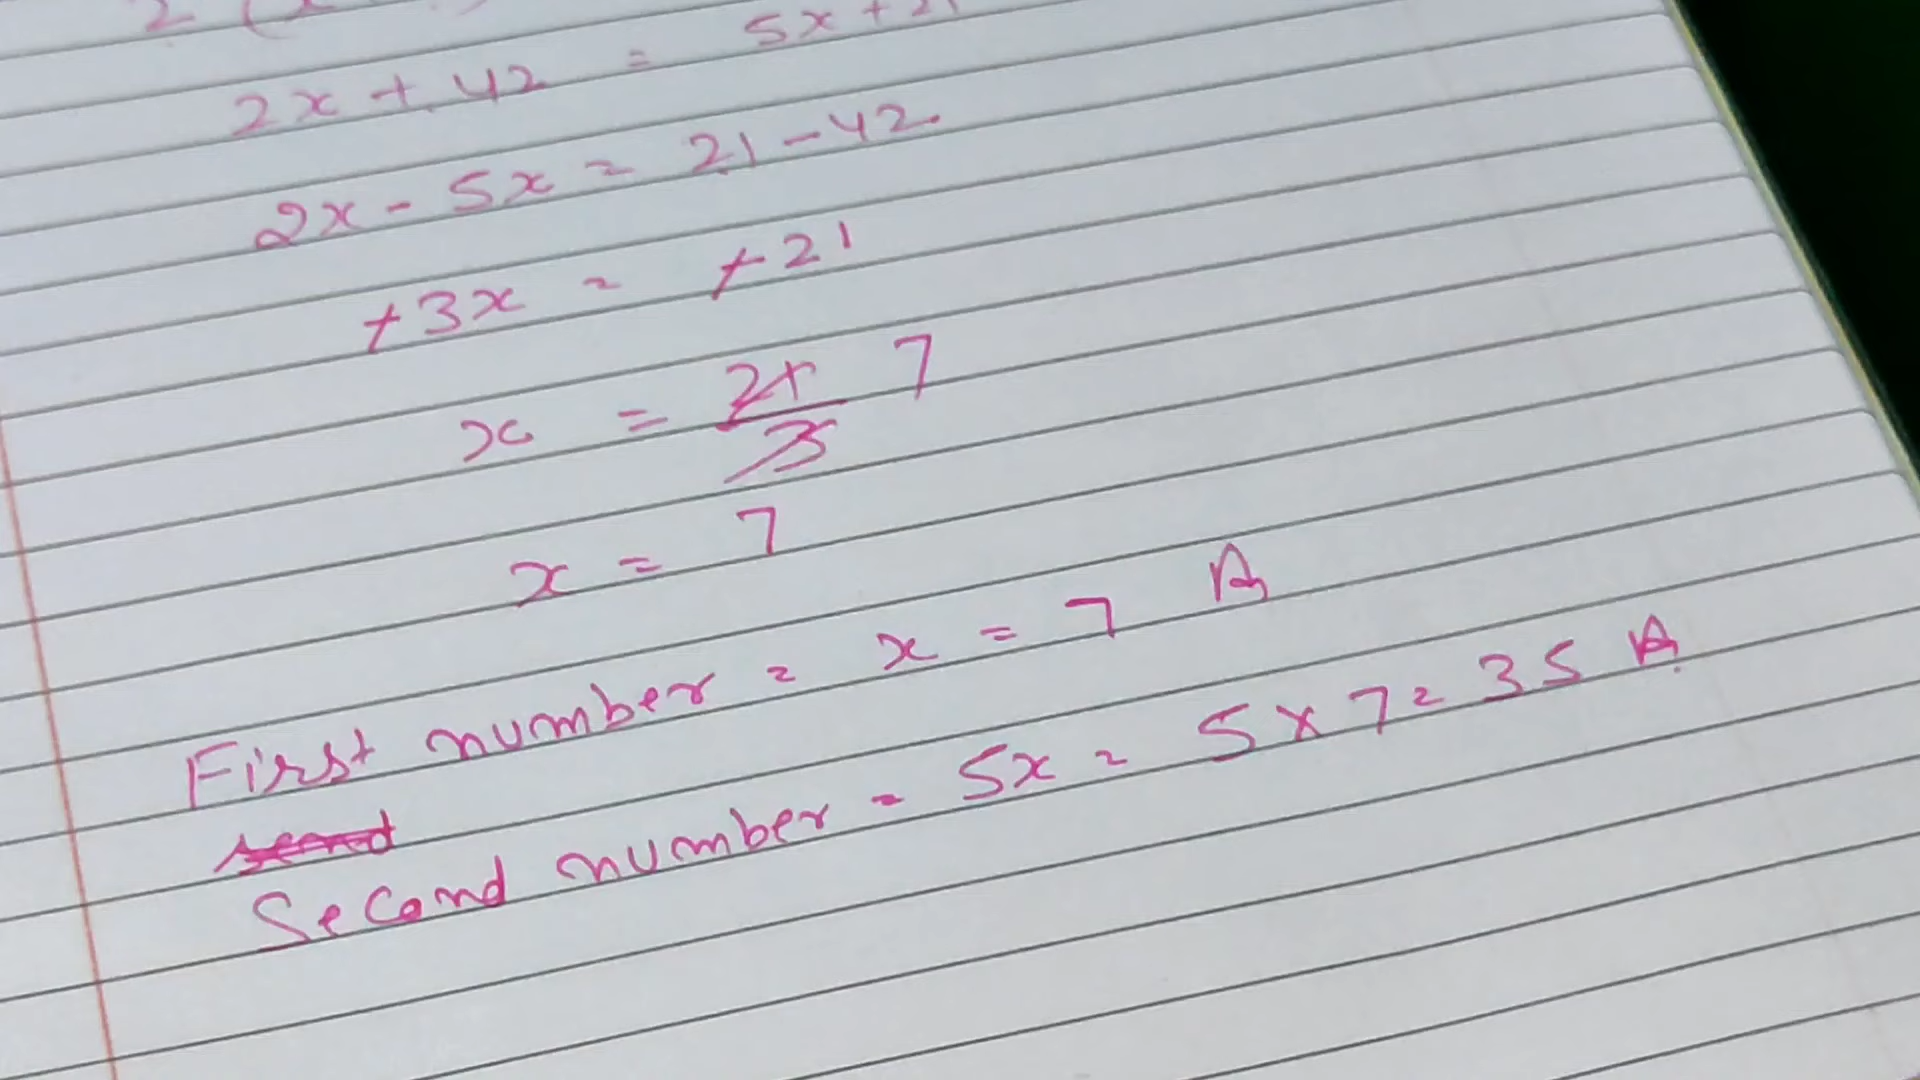 2x + 42 = 5x + 21
2x - 5x = 21 - 42
+3x = +21
x = 21/3 7
x = 7
First number = x = 7 A
Second number = 5x = 5 x 7 = 35 A